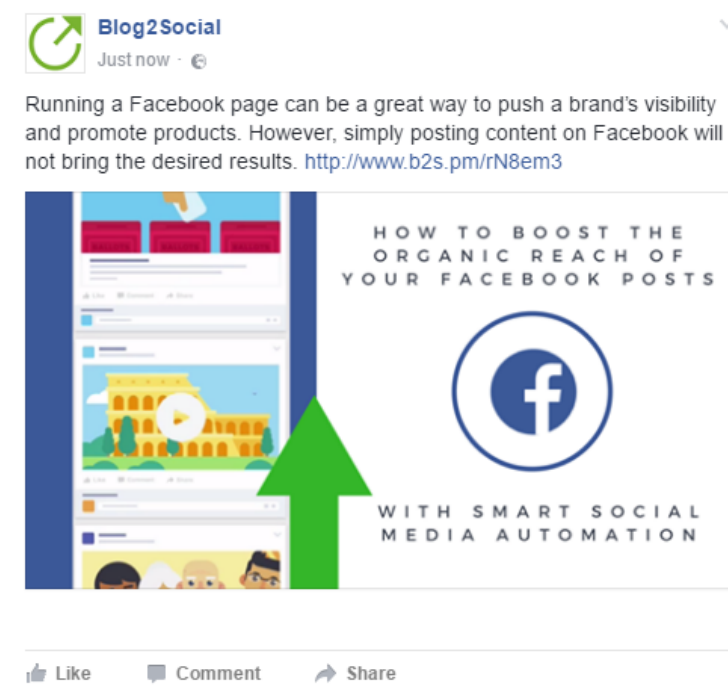 Blog2Social
Just now ·
Running a Facebook page can be a great way to push a brand's visibility
and promote products. However, simply posting content on Facebook will
not bring the desired results. http://www.b2s.pm/rN8em3
HOW TO BOOST THE
ORGANIC REACH OF
YOUR FACEBOOK POSTS
f
WITH SMART SOCIAL
MEDIA AUTOMATION
Like Comment Share